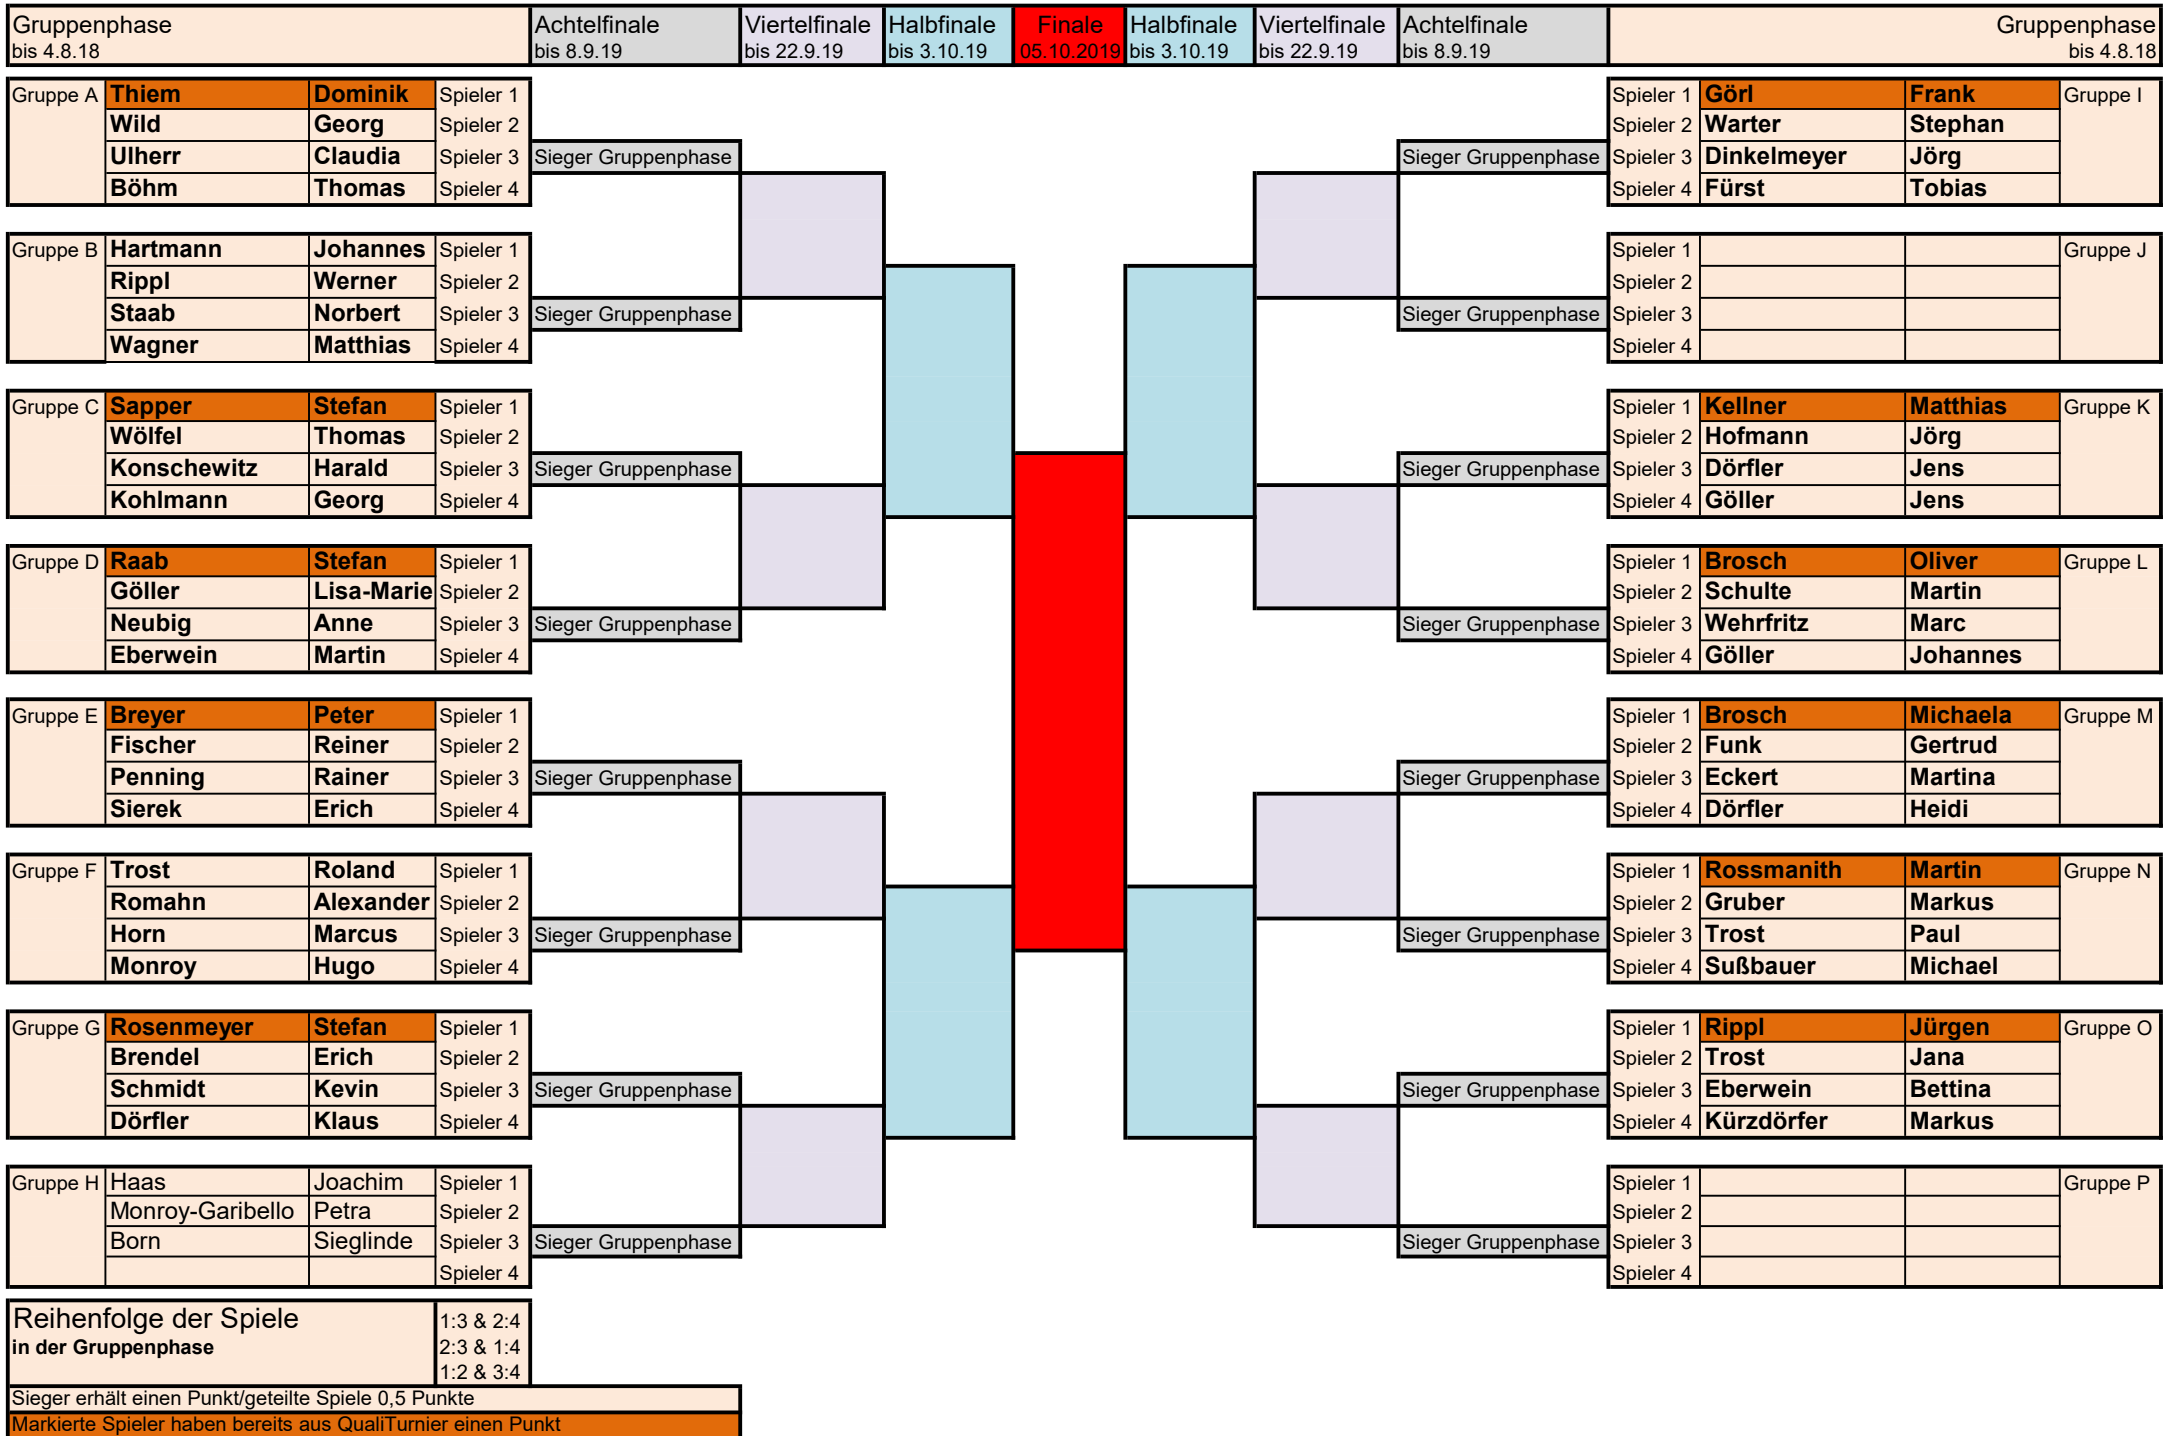 Gruppenphase Achtelfinale Viertelfinale Halbfinale Finale Halbfinale Viertelfinale Achtelfinale Gruppenphase
bis 4.8.18 bis 8.9.19 bis 22.9.19 bis 3.10.19 05.10.2019 bis 3.10.19 bis 22.9.19 bis 8.9.19 bis 4.8.18
Gruppe A Thiem Dominik Spieler 1 Spieler 1 Görl Frank Gruppe I
Wild Georg Spieler 2 Spieler 2 Warter Stephan
Ulherr Claudia Spieler 3 Sieger Gruppenphase Sieger Gruppenphase Spieler 3 Dinkelmeyer Jörg
Böhm Thomas Spieler 4 Spieler 4 Fürst Tobias
Gruppe B Hartmann Johannes Spieler 1 Spieler 1 Gruppe J
Rippl Werner Spieler 2 Spieler 2
Staab Norbert Spieler 3 Sieger Gruppenphase Sieger Gruppenphase Spieler 3
Wagner Matthias Spieler 4 Spieler 4
Gruppe C Sapper Stefan Spieler 1 Spieler 1 Kellner Matthias Gruppe K
Wölfel Thomas Spieler 2 Spieler 2 Hofmann Jörg
Konschewitz Harald Spieler 3 Sieger Gruppenphase Sieger Gruppenphase Spieler 3 Dörfler Jens
Kohlmann Georg Spieler 4 Spieler 4 Göller Jens
Gruppe D Raab Stefan Spieler 1 Spieler 1 Brosch Oliver Gruppe L
Göller Lisa-Marie Spieler 2 Spieler 2 Schulte Martin
Neubig Anne Spieler 3 Sieger Gruppenphase Sieger Gruppenphase Spieler 3 Wehrfritz Marc
Eberwein Martin Spieler 4 Spieler 4 Göller Johannes
Gruppe E Breyer Peter Spieler 1 Spieler 1 Brosch Michaela Gruppe M
Fischer Reiner Spieler 2 Spieler 2 Funk Gertrud
Penning Rainer Spieler 3 Sieger Gruppenphase Sieger Gruppenphase Spieler 3 Eckert Martina
Sierek Erich Spieler 4 Spieler 4 Dörfler Heidi
Gruppe F Trost Roland Spieler 1 Spieler 1 Rossmanith Martin Gruppe N
Romahn Alexander Spieler 2 Spieler 2 Gruber Markus
Horn Marcus Spieler 3 Sieger Gruppenphase Sieger Gruppenphase Spieler 3 Trost Paul
Monroy Hugo Spieler 4 Spieler 4 Sußbauer Michael
Gruppe G Rosenmeyer Stefan Spieler 1 Spieler 1 Rippl Jürgen Gruppe O
Brendel Erich Spieler 2 Spieler 2 Trost Jana
Schmidt Kevin Spieler 3 Sieger Gruppenphase Sieger Gruppenphase Spieler 3 Eberwein Bettina
Dörfler Klaus Spieler 4 Spieler 4 Kürzdörfer Markus
Gruppe H Haas Joachim Spieler 1 Spieler 1 Gruppe P
Monroy-Garibello Petra Spieler 2 Spieler 2
Born Sieglinde Spieler 3 Sieger Gruppenphase Sieger Gruppenphase Spieler 3
Spieler 4 Spieler 4
Reihenfolge der Spiele 1:3 & 2:4
in der Gruppenphase 2:3 & 1:4
1:2 & 3:4
Sieger erhält einen Punkt/geteilte Spiele 0,5 Punkte
Markierte Spieler haben bereits aus QualiTurnier einen Punkt